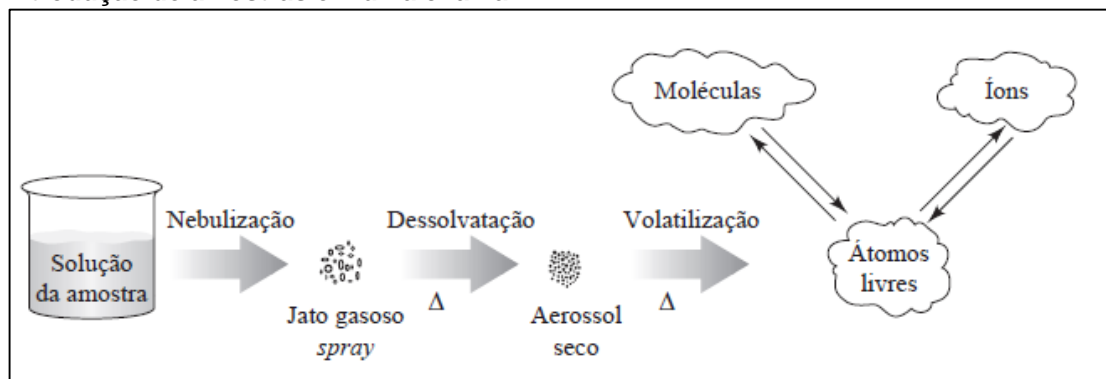 Moléculas
Íons
Nebulização
Dessolvatação
Volatilização
Solução
da amostra
Átomos
livres
Δ
Δ
Jato gasoso
spray
Aerossol
seco